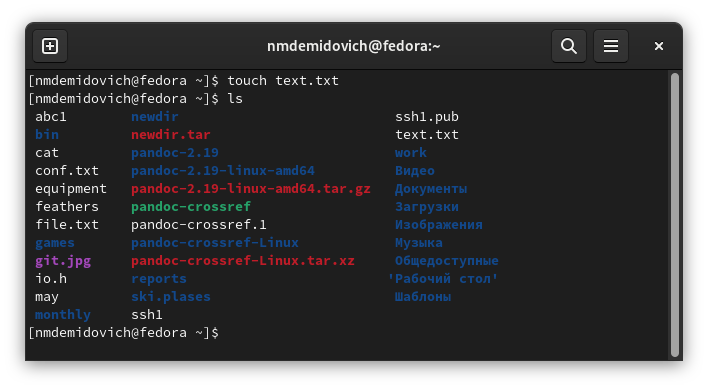 nmdemidovich@fedora:~
[nmdemidovich@fedora ~]$ touch text.txt
[nmdemidovich@fedora ~]$ ls
abc1 newdir ssh1.pub
bin newdir.tar text.txt
cat pandoc-2.19 work
conf.txt pandoc-2.19-linux-amd64 Видео
equipment pandoc-2.19-linux-amd64.tar.gz Документы
feathers pandoc-crossref Загрузки
file.txt pandoc-crossref.1 Изображения
games pandoc-crossref-Linux Музыка
git.jpg pandoc-crossref-Linux.tar.xz Общедоступные
io.h reports 'Рабочий стол'
may ski.plases Шаблоны
monthly ssh1
[nmdemidovich@fedora ~]$